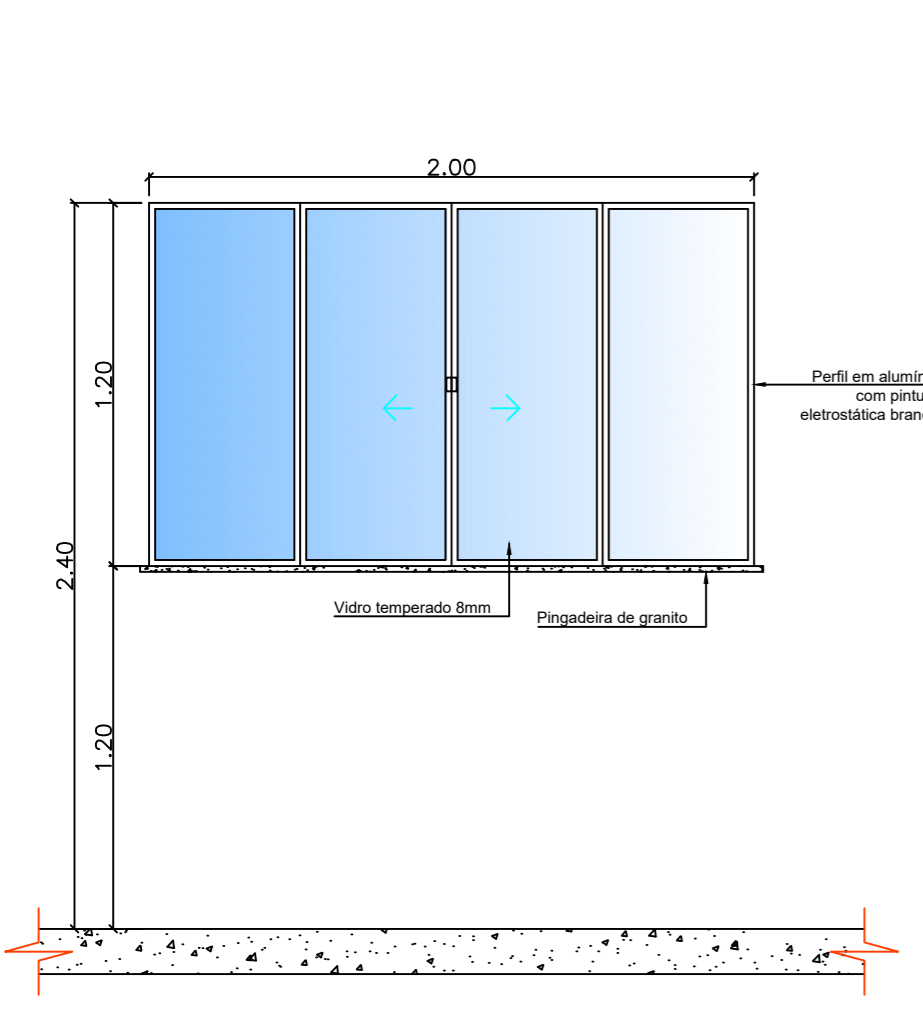 2.00
1.20
Perfil em alumín
com pintu
eletrostática bran
2.40
Vidro temperado 8mm
Pingadeira de granito
1.20